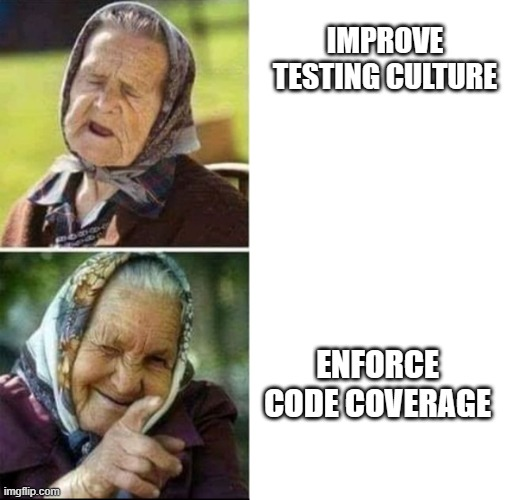 IMPROVE
TESTING CULTURE
ENFORCE
CODE COVERAGE
imgflip.com